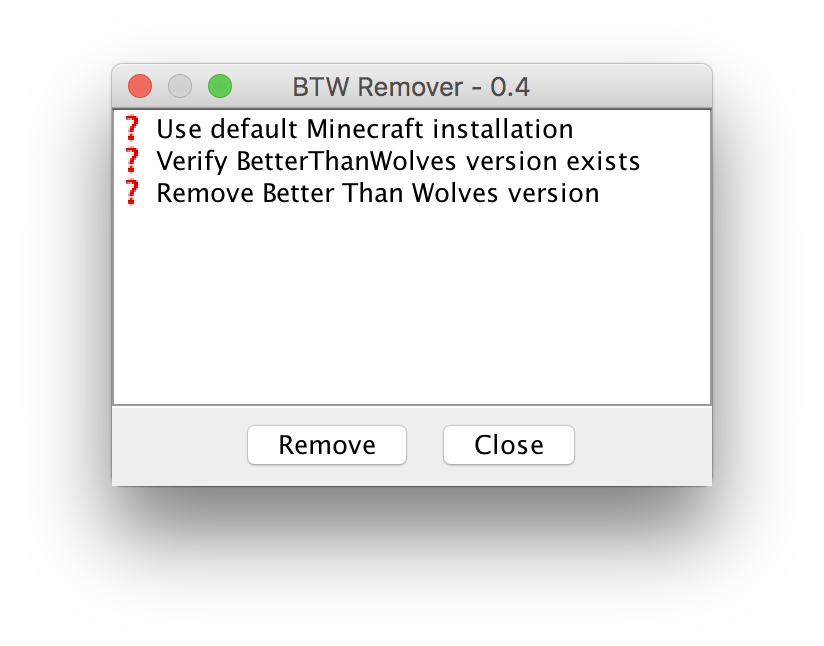 BTW Remover - 0.4
? Use default Minecraft installation
? Verify BetterThanWolves version exists
? Remove Better Than Wolves version
Remove Close